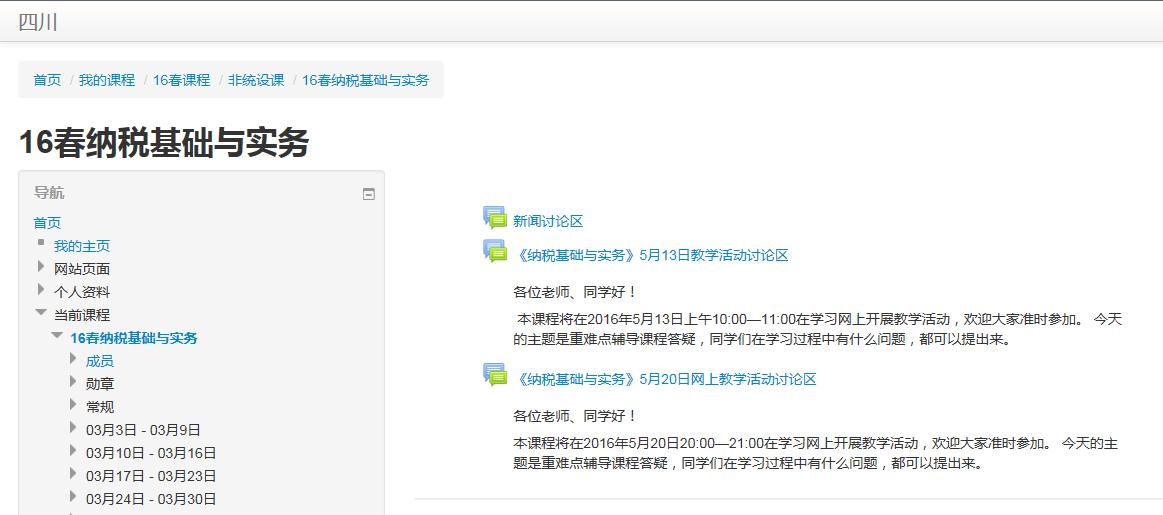 四川
首页 / 我的课程 / 16春课程 / 非统设课 / 16春纳税基础与实务
16春纳税基础与实务
导航
首页
我的主页
网站页面
个人资料
当前课程
16春纳税基础与实务
成员
勋章
常规
03月3日 - 03月9日
03月10日 - 03月16日
03月17日 - 03月23日
03月24日 - 03月30日
新闻讨论区
《纳税基础与实务》5月13日教学活动讨论区
各位老师、同学好！
本课程将在2016年5月13日上午10:00—11:00在学习网上开展教学活动，欢迎大家准时参加。 今天
的主题是重难点辅导课程答疑，同学们在学习过程中有什么问题，都可以提出来。
《纳税基础与实务》5月20日网上教学活动讨论区
各位老师、同学好！
本课程将在2016年5月20日20:00—21:00在学习网上开展教学活动，欢迎大家准时参加。 今天的主
题是重难点辅导课程答疑，同学们在学习过程中有什么问题，都可以提出来。